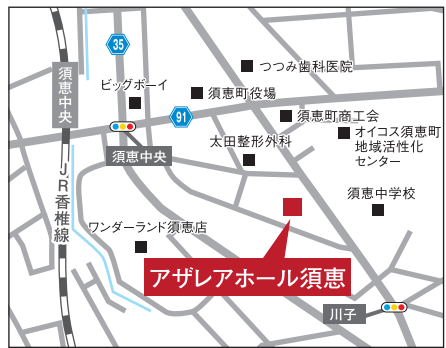 35
つつみ歯科医院
須恵中央
ビッグボーイ
須恵町役場
91
須恵町商工会
オイコス須恵町
地域活性化
センター
太田整形外科
須恵中央
JR香椎線
須恵中学校
ワンダーランド須恵店
アザレアホール須恵
川子